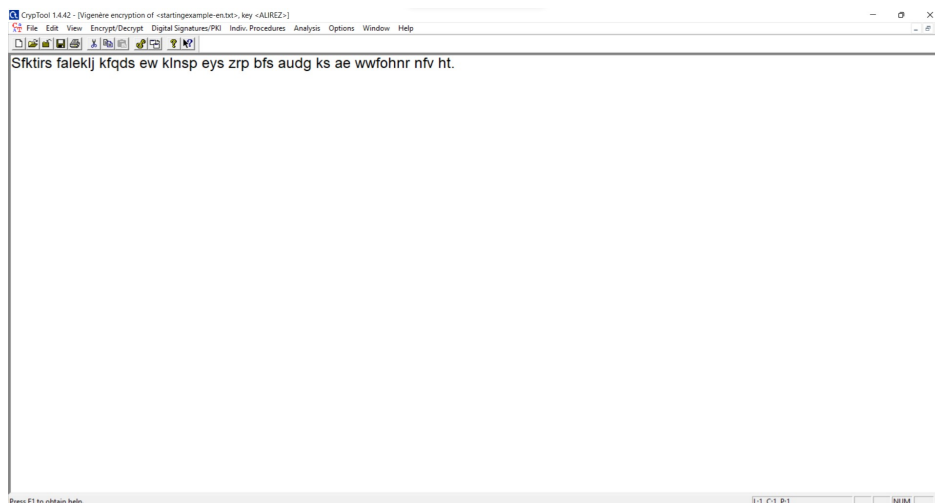 CrypTool 1.4.42 - [Vigenère encryption of <startingexample-en.txt>, key <ALIREZ>]
File Edit View Encrypt/Decrypt Digital Signatures/PKI Indiv. Procedures Analysis Options Window Help
Sfktirs faleklj kfqds ew klnsp eys zrp bfs audg ks ae wwfohnr nfv ht.
Press F1 to obtain help. L:1 C:1 P:1 NUM